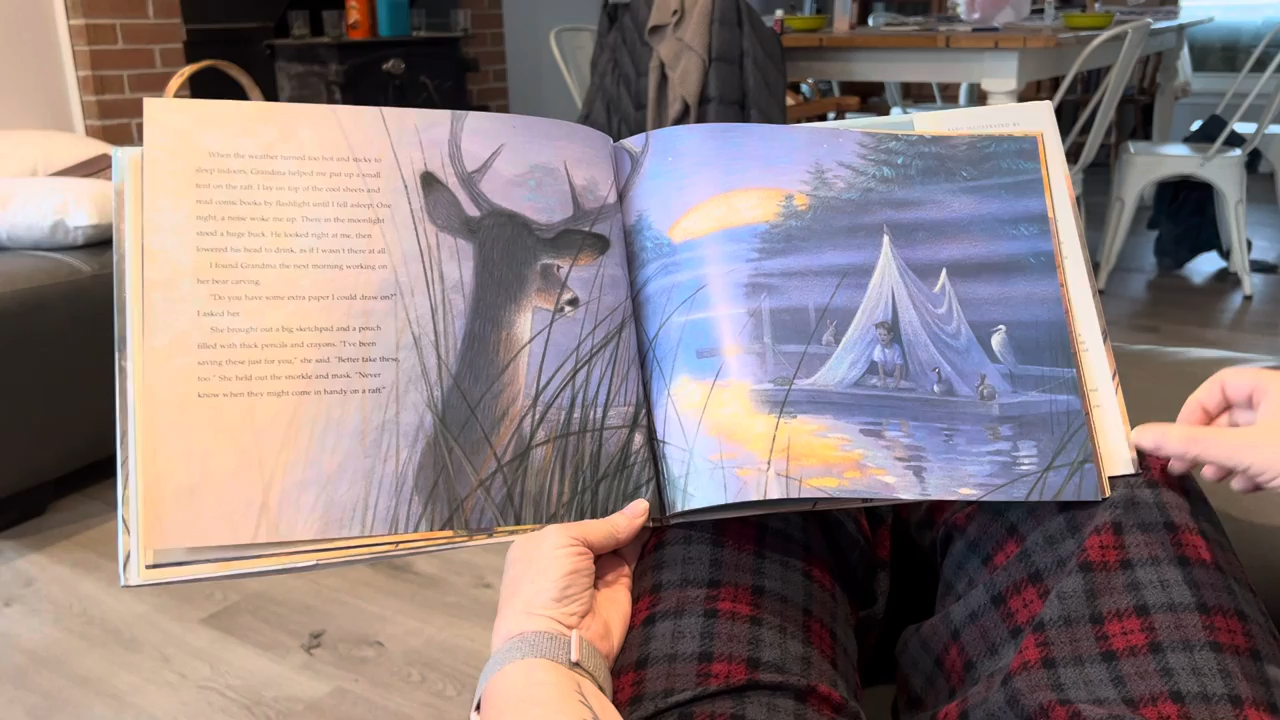 When the weather turned too hot and sticky to
sleep indoors, Grandma helped me put up a small
tent on the raft. I lay on top of the cool sheets and
read comic books by flashlight until I fell asleep. One
night, a noise woke me up. There in the moonlight
stood a huge buck. He looked right at me, then
lowered his head to drink, as if I wasn't there at all.
I found Grandma the next morning working on
her bear carving.
"Do you have some extra paper I could draw on?"
I asked her.
She brought out a big sketchpad and a pouch
filled with thick pencils and crayons. "I've been
saving these just for you," she said. "Better take these,
too." She held out the snorkle and mask. "Never
know when they might come in handy on a raft."
ILLUSTRATED BY